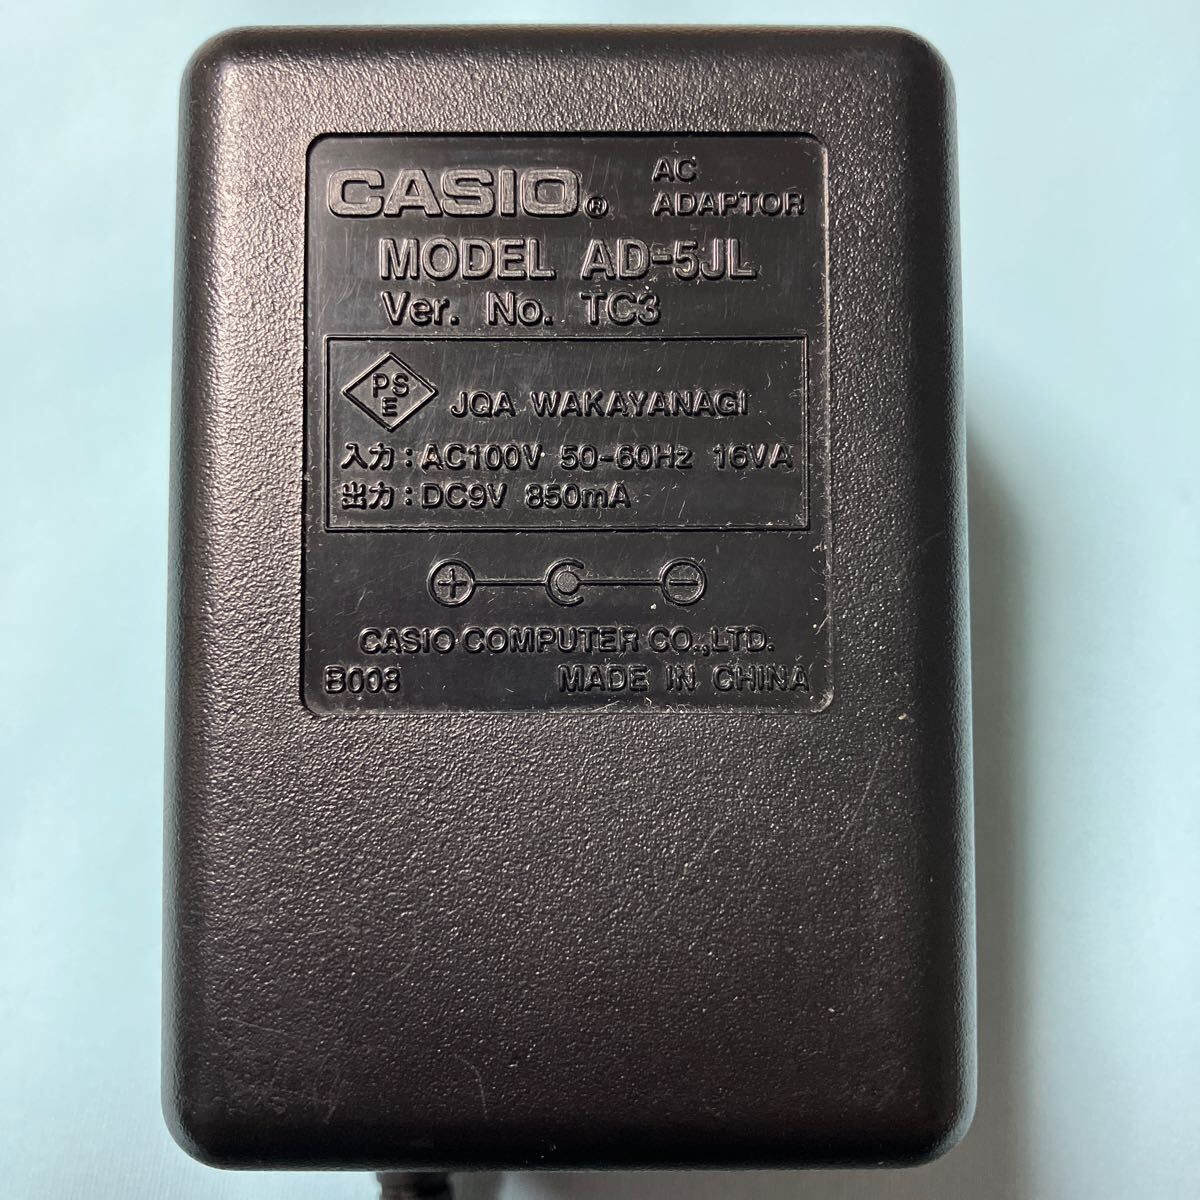 CASIO® AC ADAPTOR
MODEL AD-5JL
Ver. No. TC3
PSE JQA WAKAYANAGI
入力:AC100V 50-60Hz 16VA
出力:DC9V 850mA
CASIO COMPUTER CO.,LTD.
B008 MADE IN CHINA